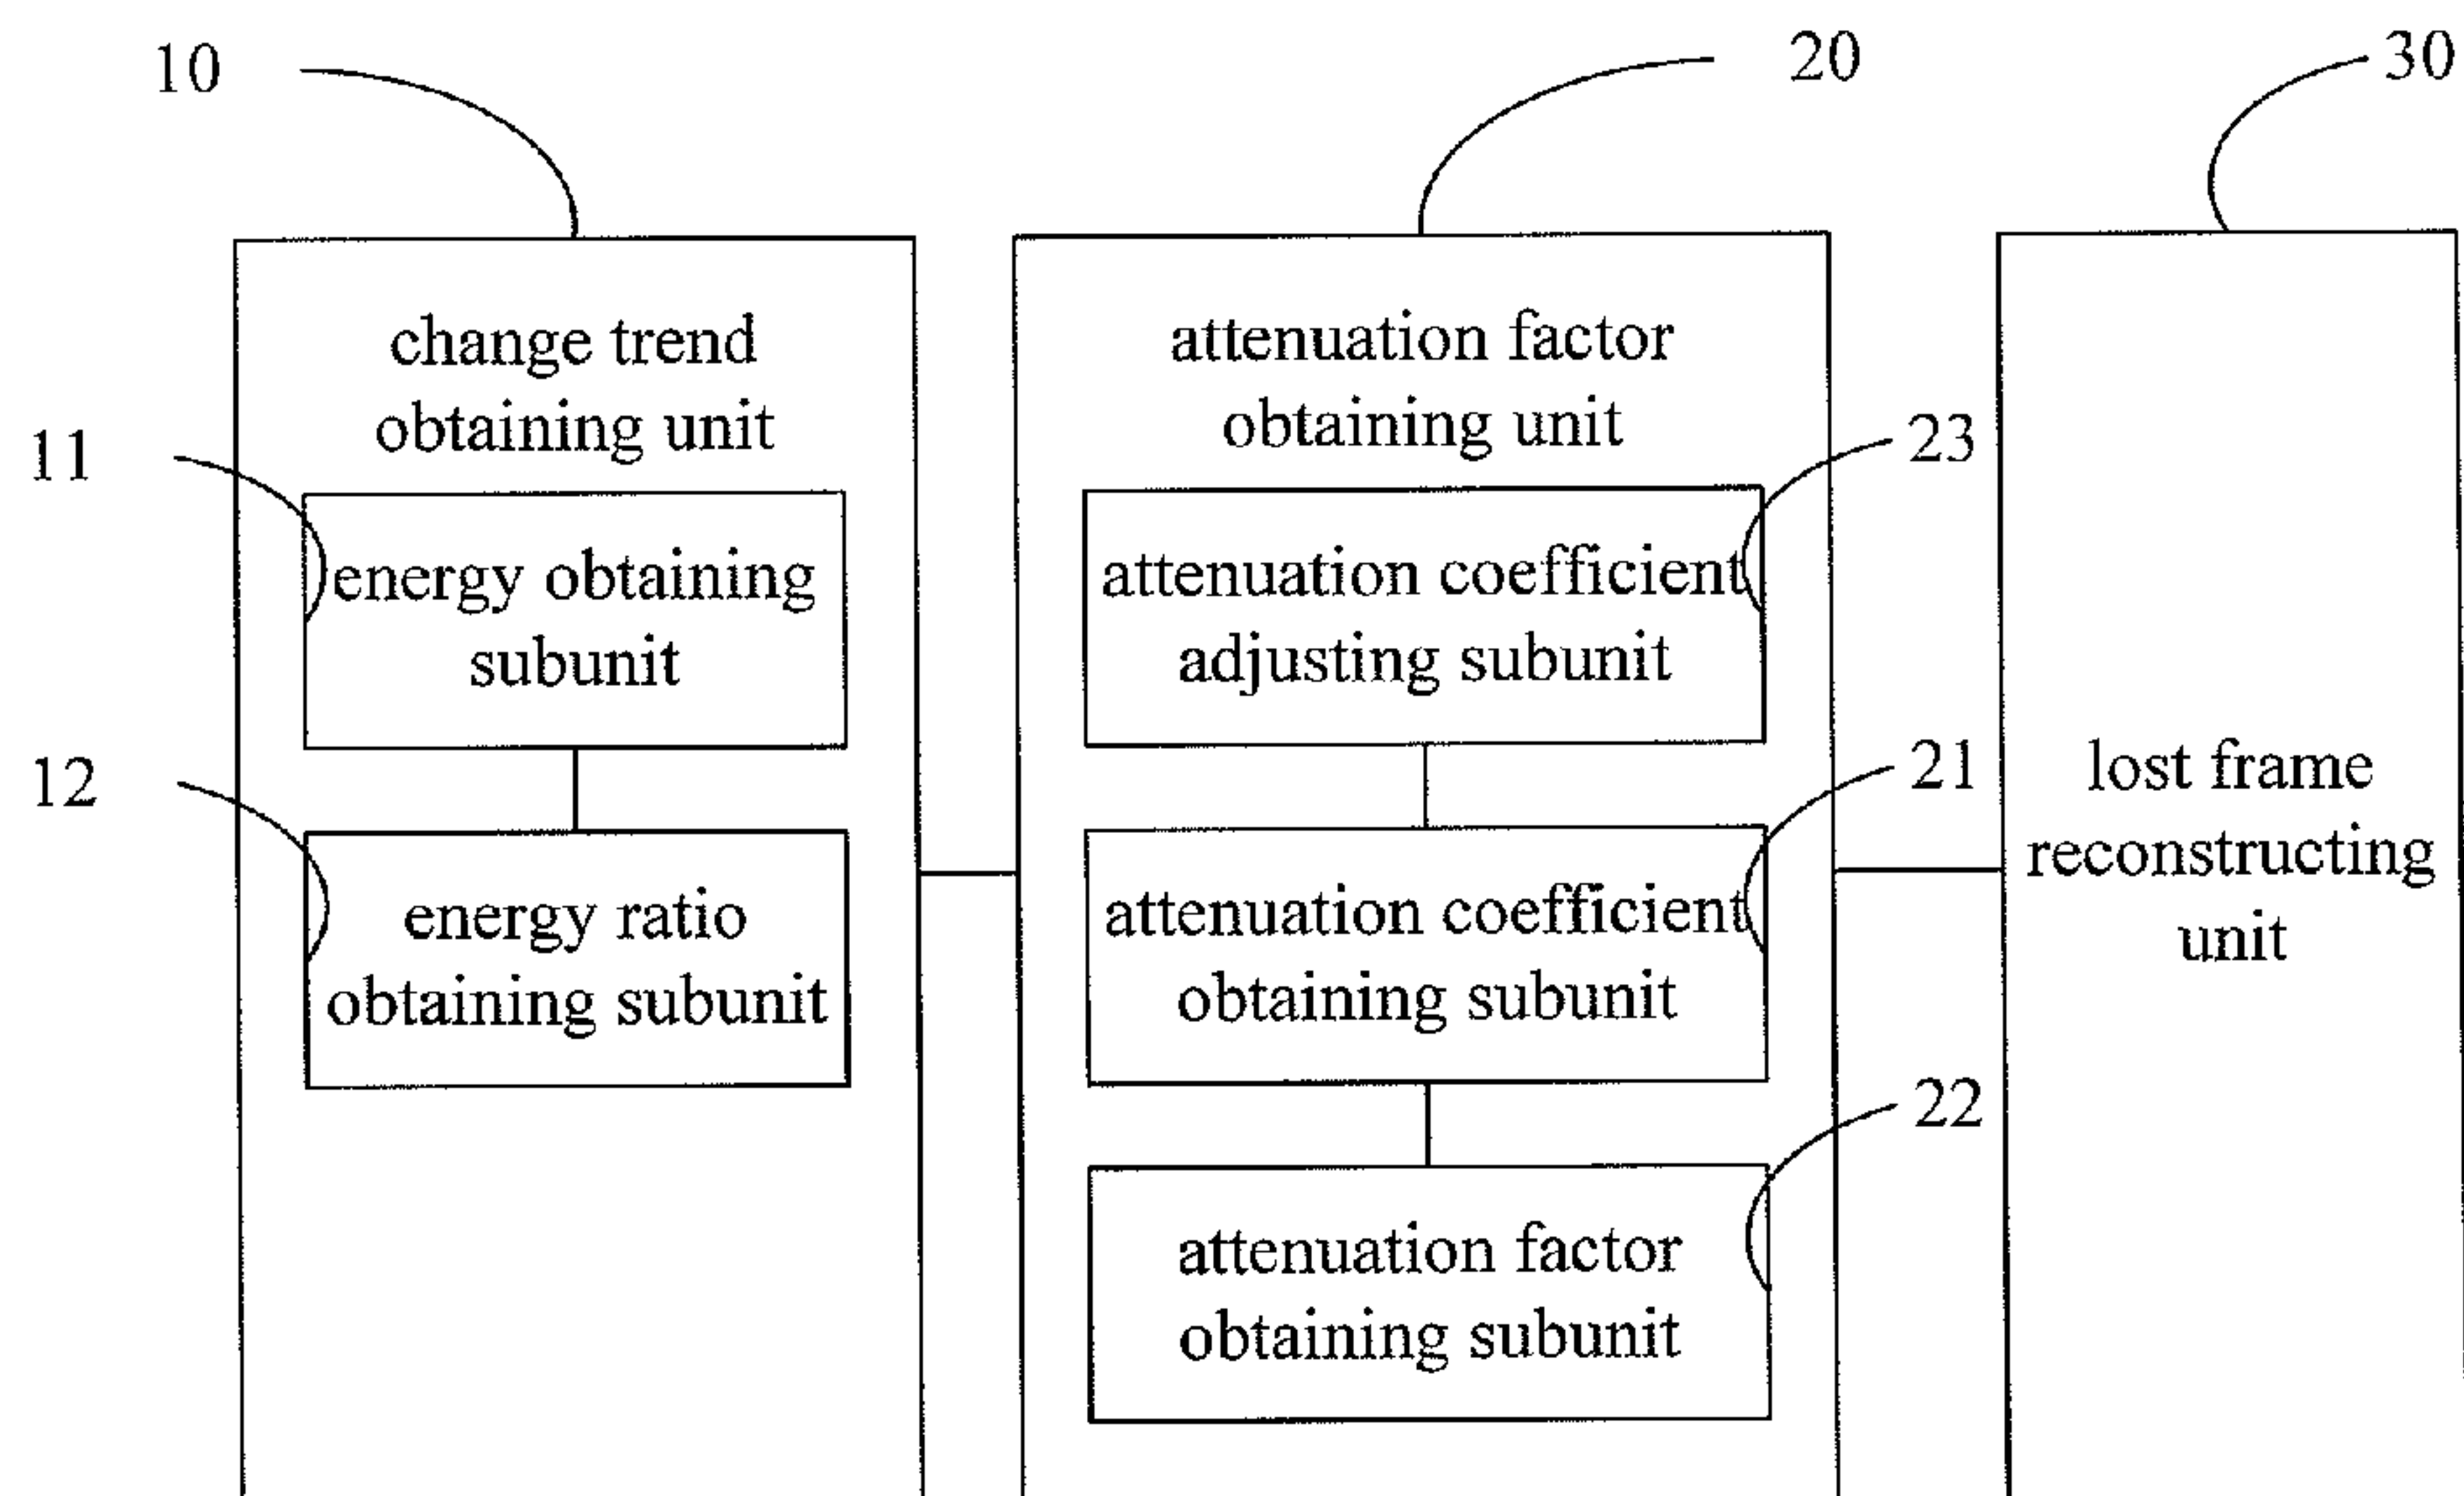 10
20
30
change trend
obtaining unit
11
energy obtaining
subunit
12
energy ratio
obtaining subunit
attenuation factor
obtaining unit
23
attenuation coefficient
adjusting subunit
21
attenuation coefficient
obtaining subunit
22
attenuation factor
obtaining subunit
lost frame
reconstructing
unit